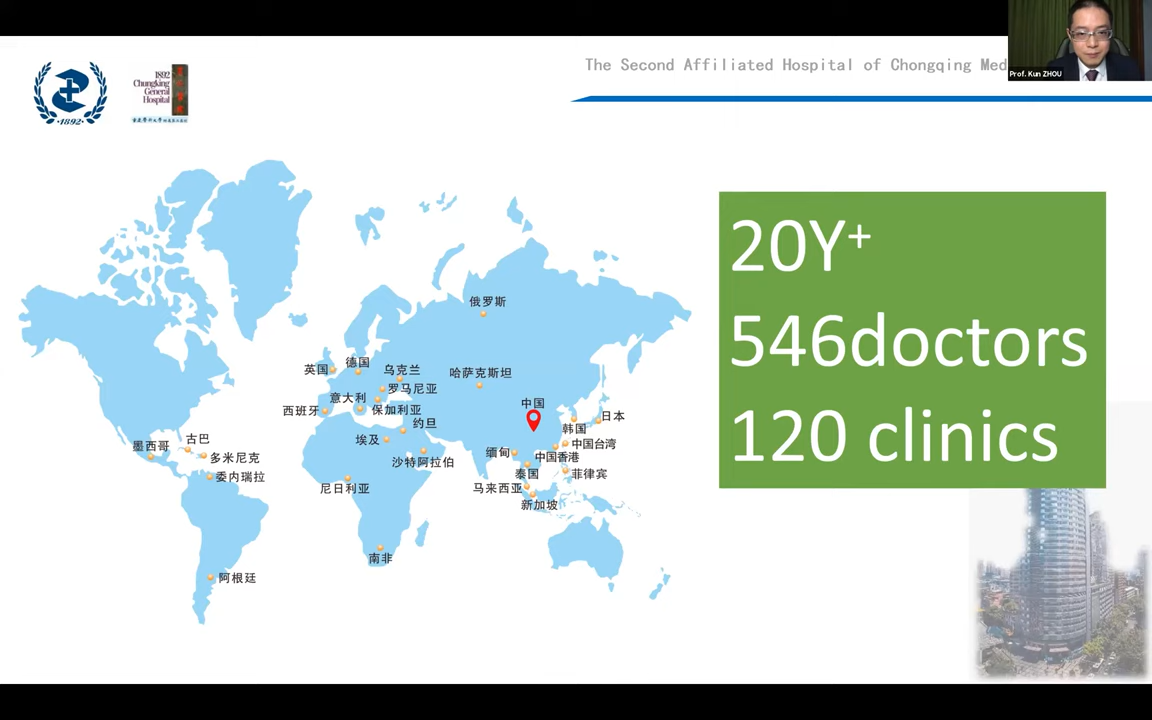 The Second Affiliated Hospital of Chongqing Med
Prof. Kun ZHOU
1892
1892
Chungking
General
Hospital
20Y+
546doctors
120 clinics
俄罗斯
英国
德国
乌克兰
哈萨克斯坦
罗马尼亚
意大利
西班牙
保加利亚
中国
日本
约旦
韩国
埃及
中国台湾
墨西哥
古巴
多米尼克
沙特阿拉伯
缅甸
中国香港
委内瑞拉
泰国
菲律宾
尼日利亚
马来西亚
新加坡
南非
阿根廷